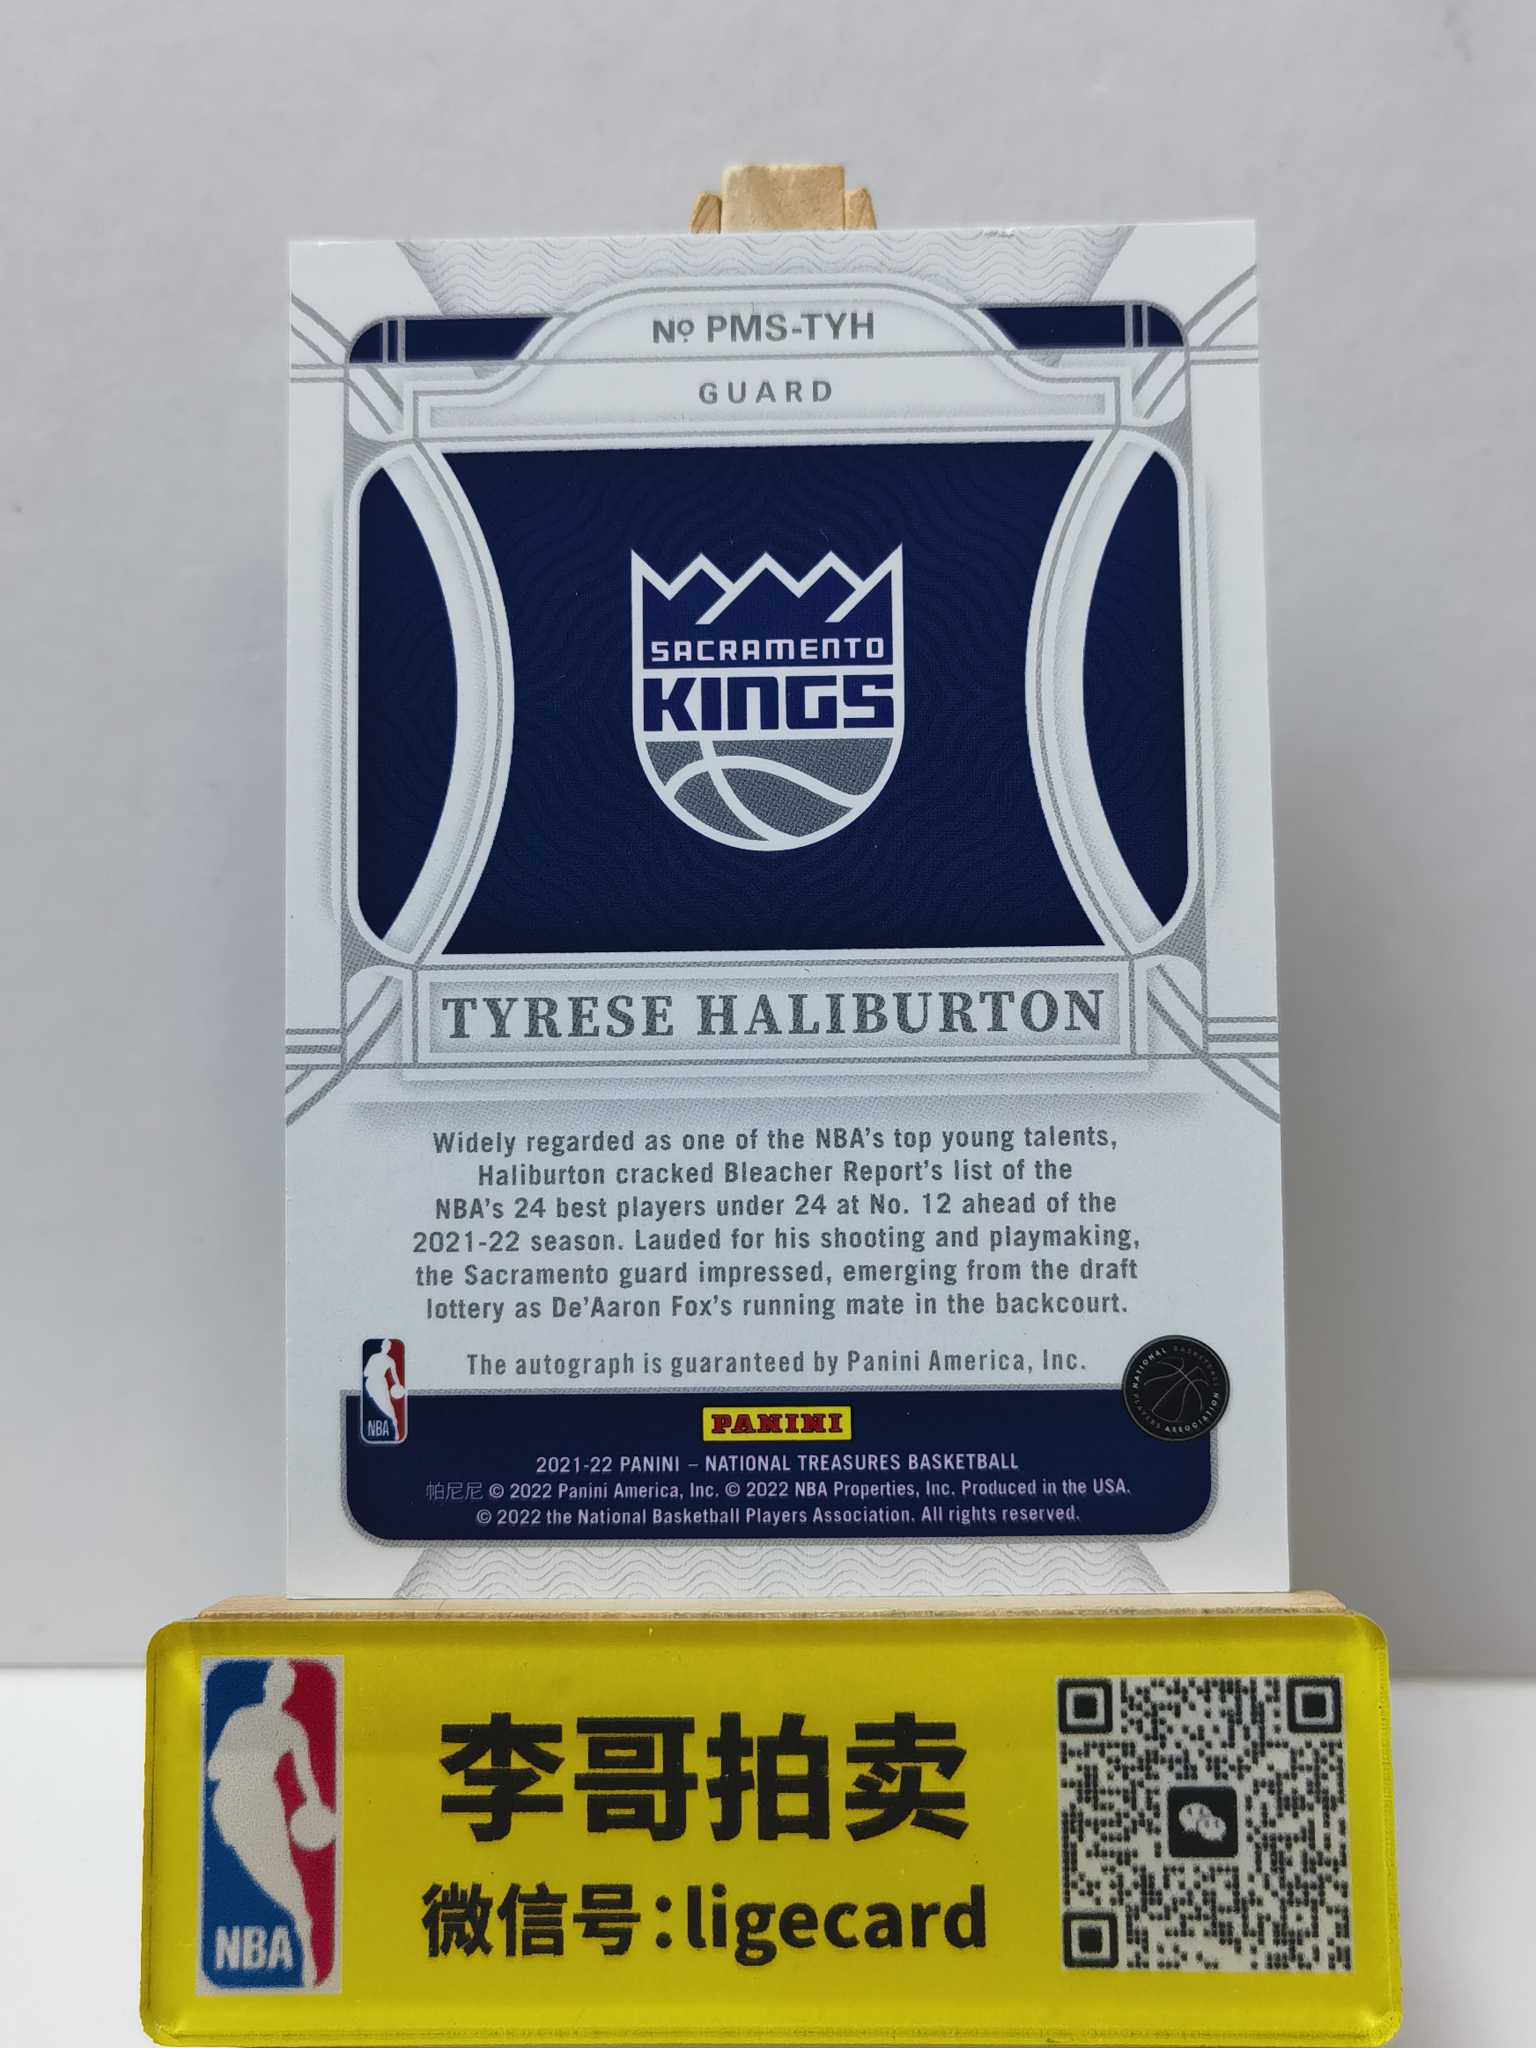 Nº PMS-TYH
GUARD
SACRAMENTO
KINGS
TYRESE HALIBURTON
Widely regarded as one of the NBA's top young talents,
Haliburton cracked Bleacher Report's list of the
NBA's 24 best players under 24 at No. 12 ahead of the
2021-22 season. Lauded for his shooting and playmaking,
the Sacramento guard impressed, emerging from the draft
lottery as De'Aaron Fox's running mate in the backcourt.
The autograph is guaranteed by Panini America, Inc.
NBA
NATIONAL BASKETBALL PLAYERS ASSOCIATION
PANINI
2021-22 PANINI – NATIONAL TREASURES BASKETBALL
帕尼尼 © 2022 Panini America, Inc. © 2022 NBA Properties, Inc. Produced in the USA.
© 2022 the National Basketball Players Association. All rights reserved.
李哥拍卖
微信号:ligecard
NBA